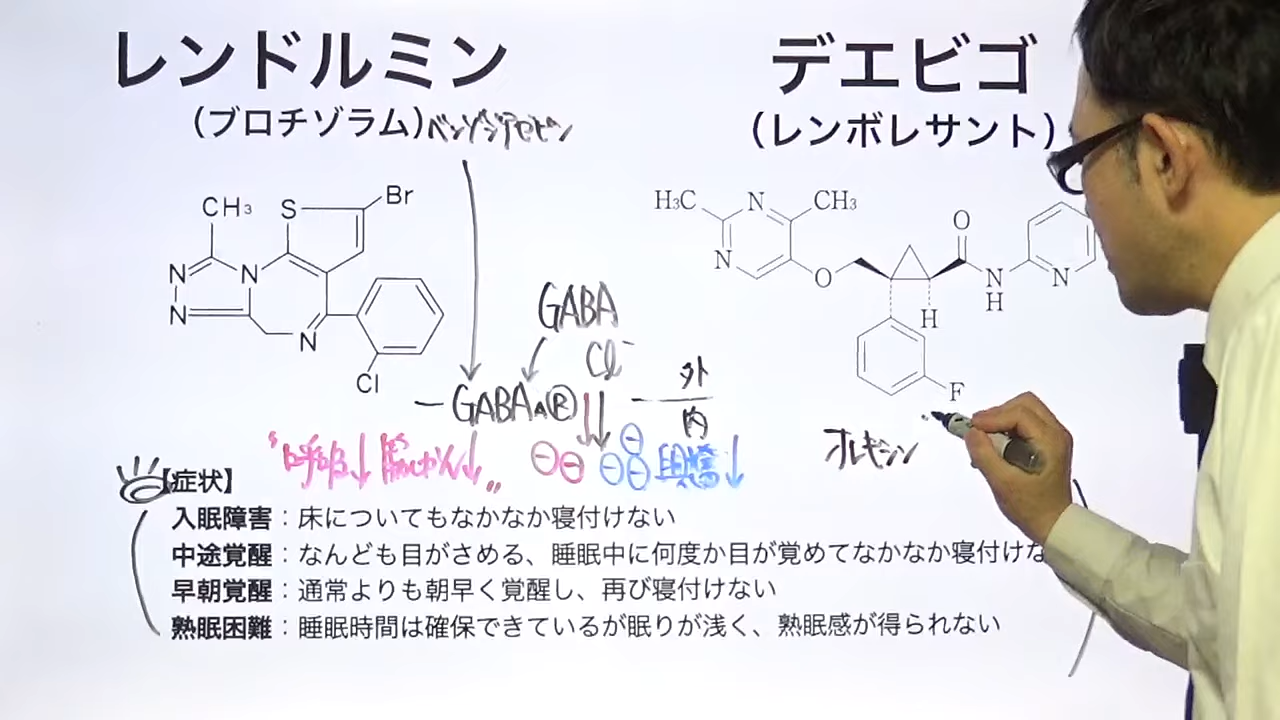 レンドルミン
(ブロチゾラム)ベンゾジアゼピン
デエビゴ
(レンボレサント)
CH3
S
Br
N
N
N
N
Cl
H3C
N
CH3
N
O
O
N
H
N
H
F
GABA
Cl-
GABAA(R)
外
内
呼吸↓ 筋しかん↓
⊖⊖
⊖
⊖⊖
興奮↓
オレキシン
【症状】
入眠障害：床についてもなかなか寝付けない
中途覚醒：なんども目がさめる、睡眠中に何度か目が覚めてなかなか寝付けな
早朝覚醒：通常よりも朝早く覚醒し、再び寝付けない
熟眠困難：睡眠時間は確保できているが眠りが浅く、熟眠感が得られない